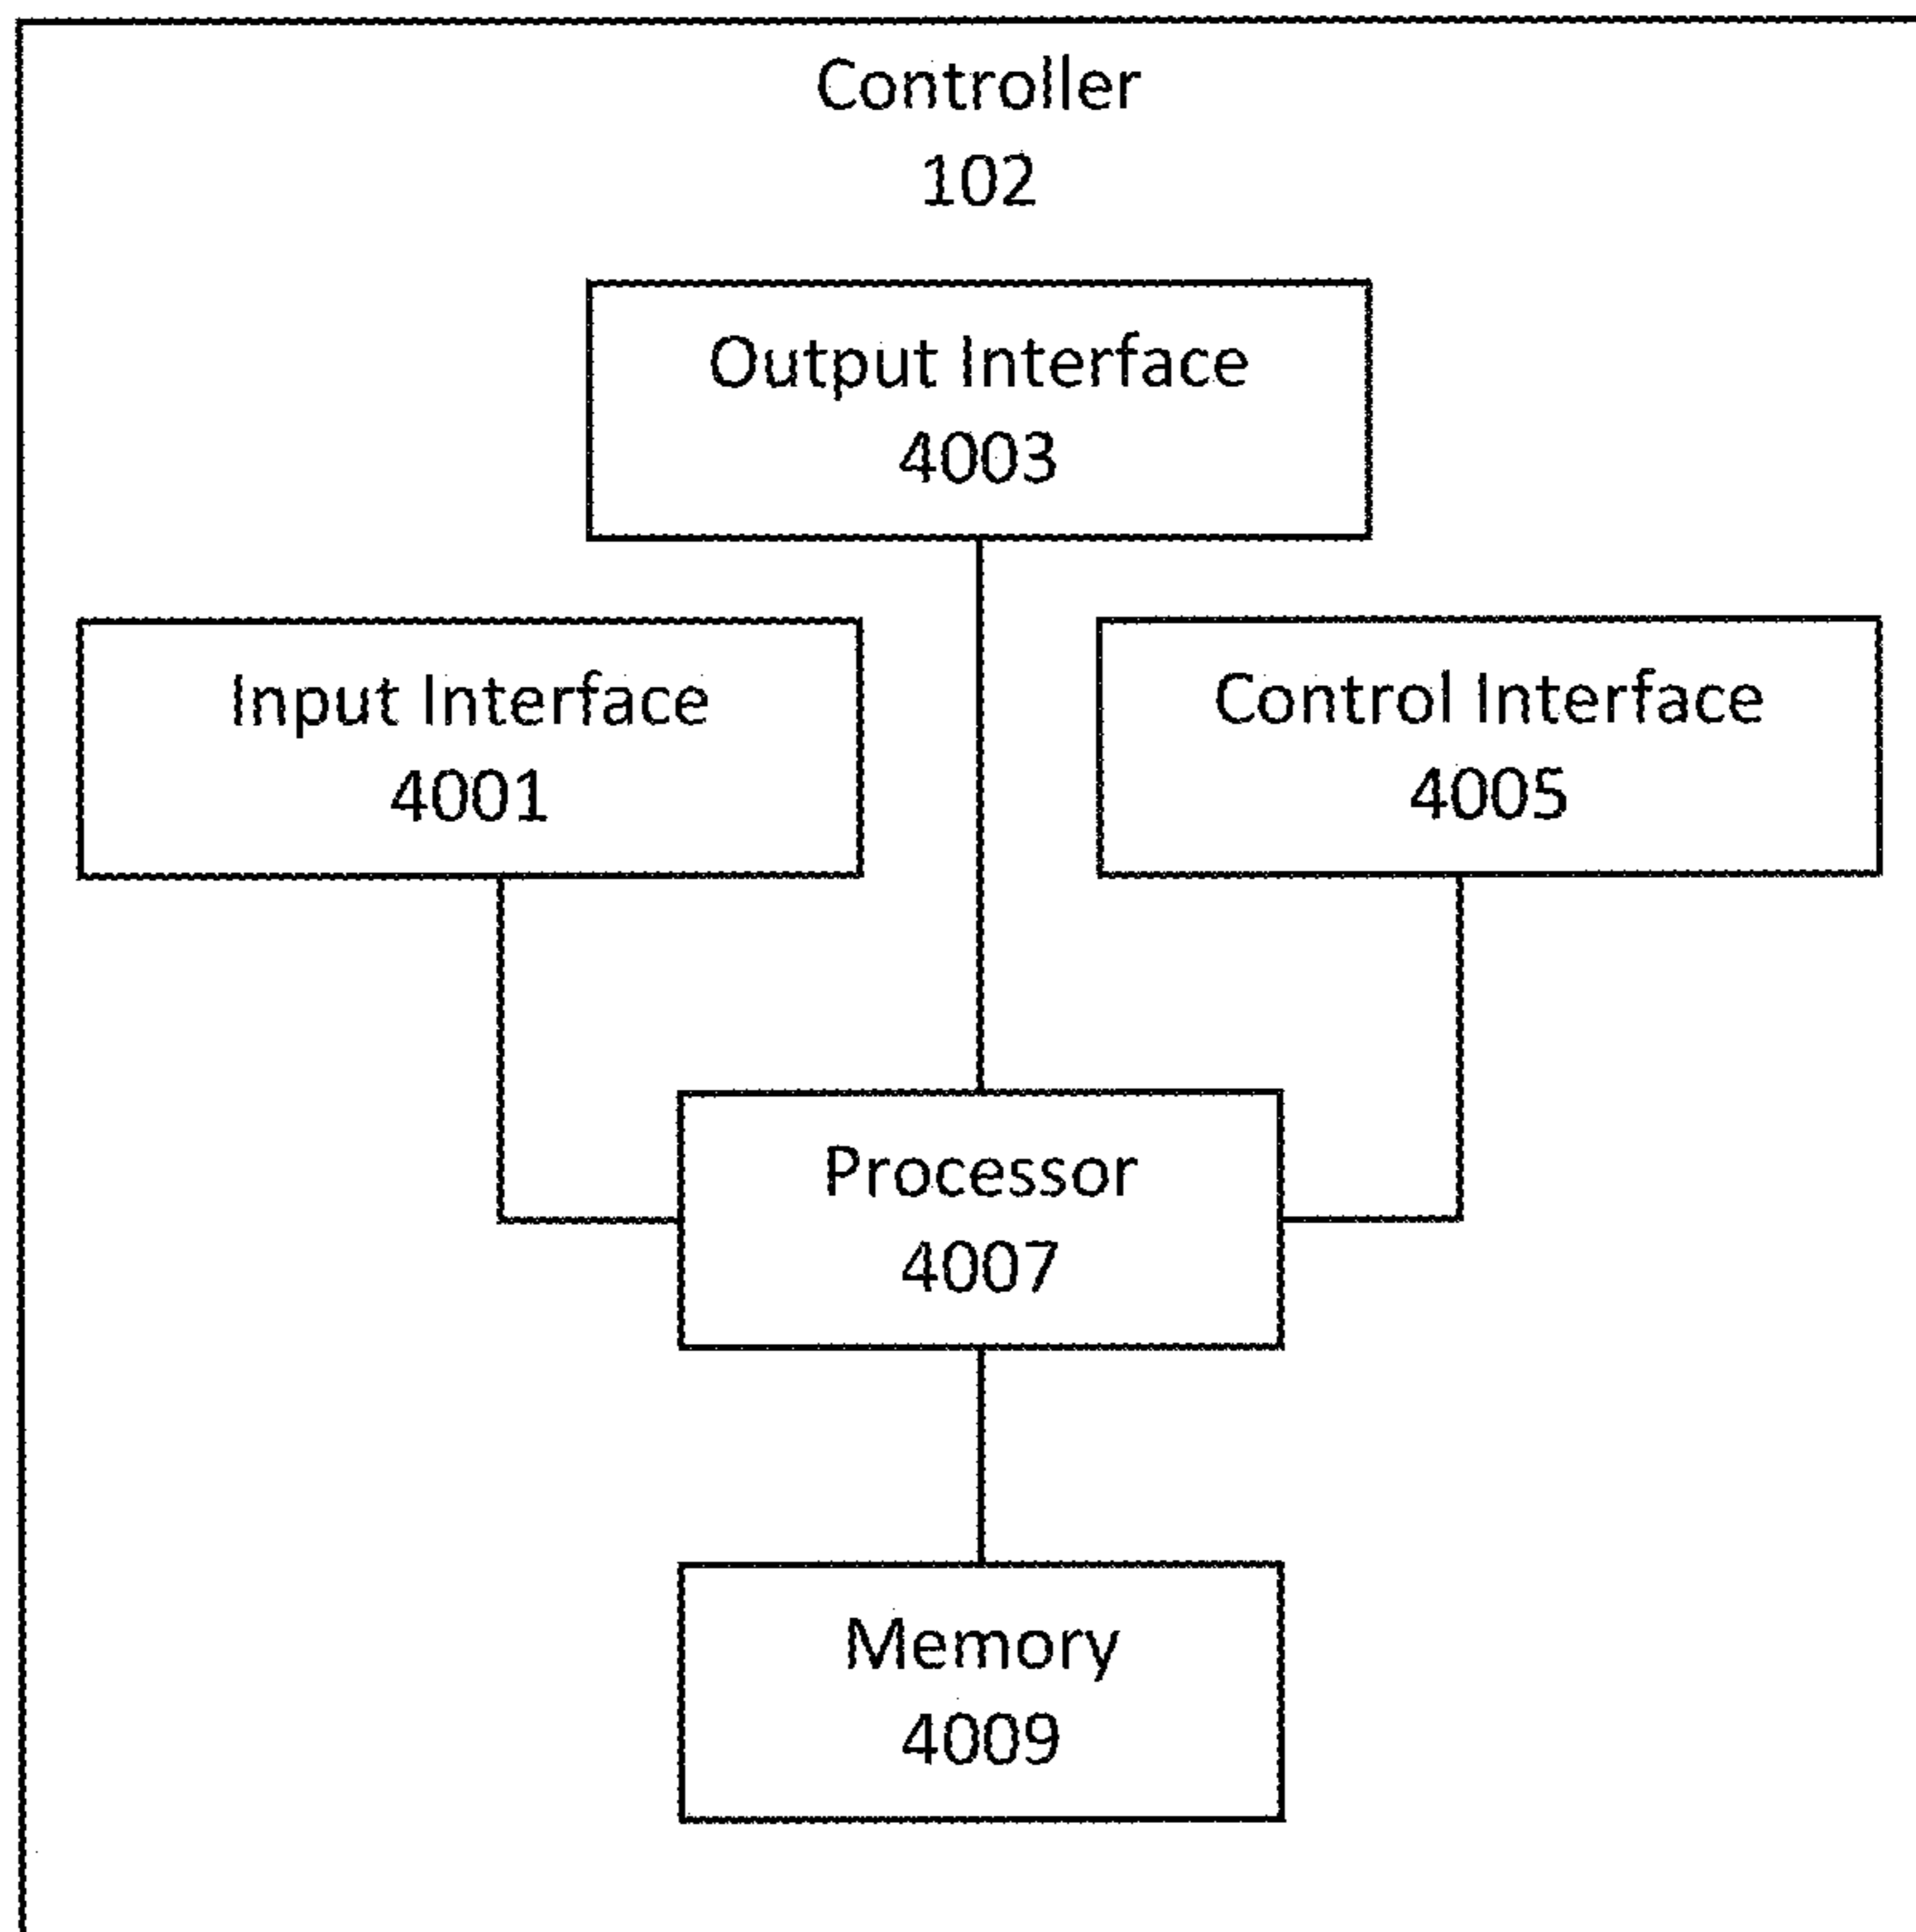 Controller
102
Output Interface
4003
Input Interface
4001
Control Interface
4005
Processor
4007
Memory
4009